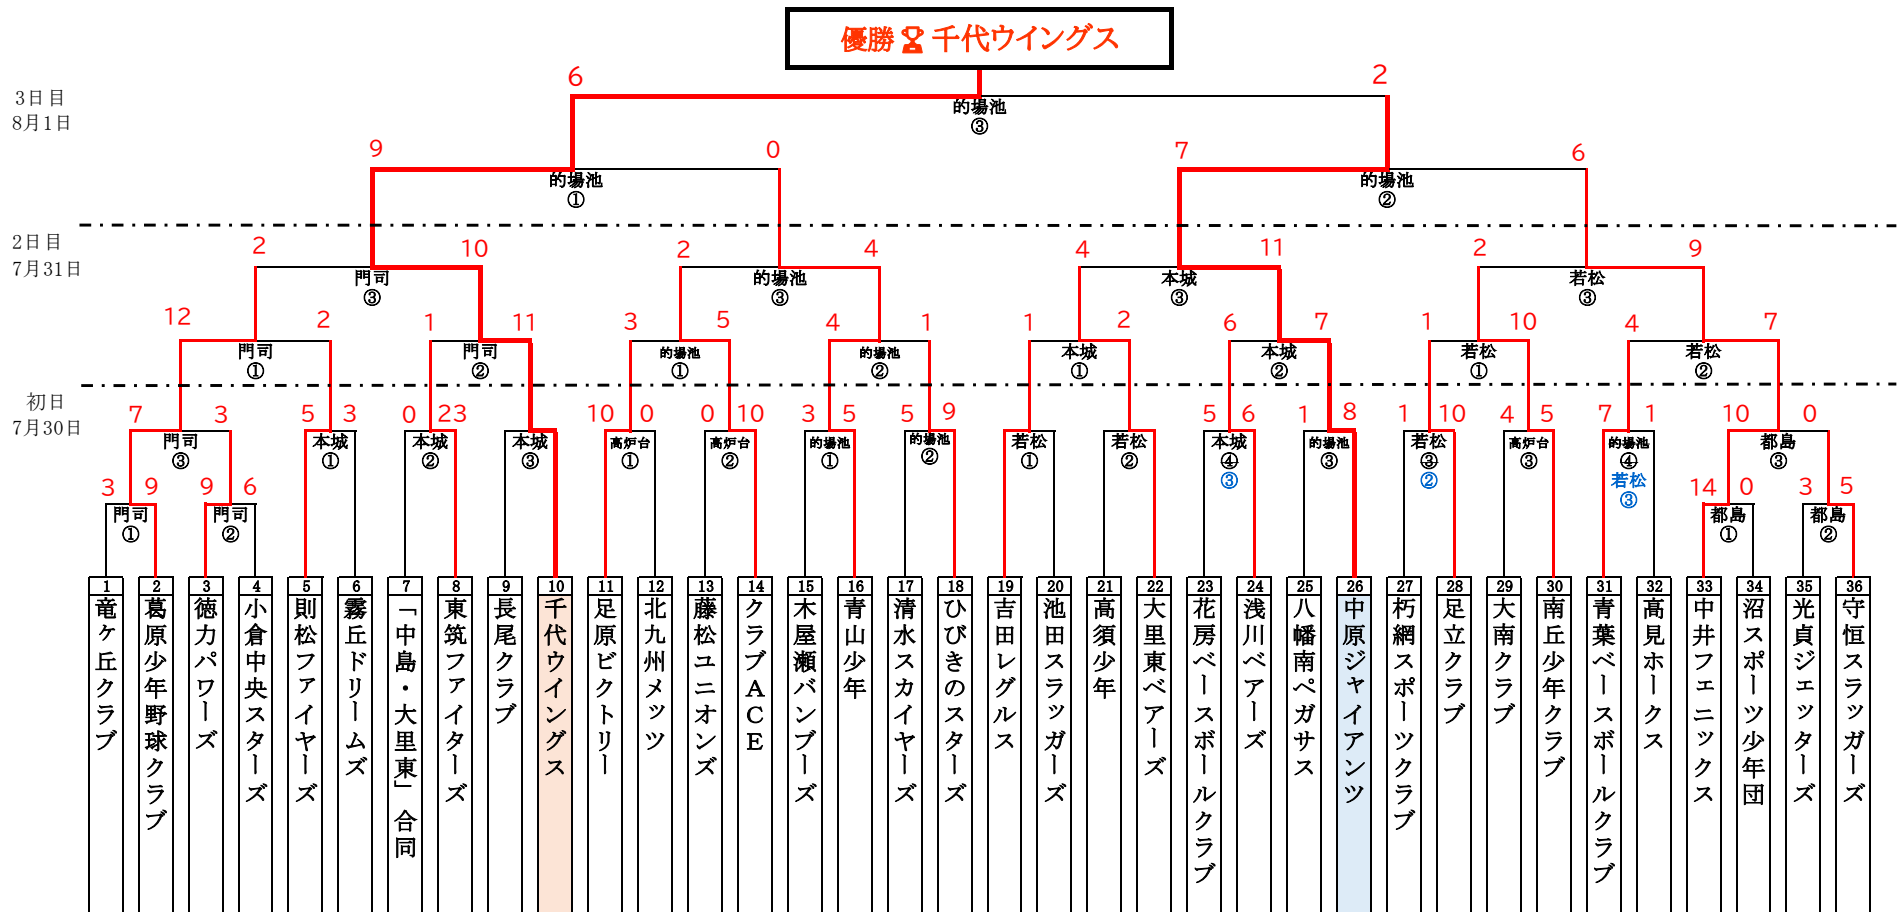 優勝🏆千代ウイングス
6 2
3日目
8月1日
的場池
③
9 0 7 6
的場池 的場池
① ②
2日目
7月31日
2 10 2 4 4 11 2 9
門司 的場池 本城 若松
③ ③ ③ ③
12 2 1 11 3 5 4 1 1 2 6 7 1 10 4 7
門司 門司 的場池 的場池 本城 本城 若松 若松
① ② ① ② ① ② ① ②
初日
7月30日
7 3 5 3 0 23 10 0 0 10 3 5 5 9 5 6 1 8 1 10 4 5 7 1 10 0
門司 本城 本城 本城 高炉台 高炉台 的場池 的場池 若松 若松 本城 的場池 若松 高炉台 的場池 都島
③ ① ② ③ ① ② ① ② ① ② ④ ③ ③ ③ ④ ③
③ ② 若松
③
3 9 9 6 14 0 3 5
門司 門司 都島 都島
① ② ① ②
1 竜ヶ丘クラブ
2 葛原少年野球クラブ
3 徳力パワーズ
4 小倉中央スターズ
5 則松ファイヤーズ
6 霧丘ドリームズ
7 「中島・大里東」合同
8 東筑ファイターズ
9 長尾クラブ
10 千代ウイングス
11 足原ビクトリー
12 北九州メッツ
13 藤松ユニオンズ
14 クラブACE
15 木屋瀬バンブーズ
16 青山少年
17 清水スカイヤーズ
18 ひびきのスターズ
19 吉田レグルス
20 池田スラッガーズ
21 高須少年
22 大里東ベアーズ
23 花房ベースボールクラブ
24 浅川ベアーズ
25 八幡南ペガサス
26 中原ジャイアンツ
27 朽網スポーツクラブ
28 足立クラブ
29 大南クラブ
30 南丘少年クラブ
31 青葉ベースボールクラブ
32 高見ホークス
33 中井フェニックス
34 沼スポーツ少年団
35 光貞ジェッターズ
36 守恒スラッガーズ